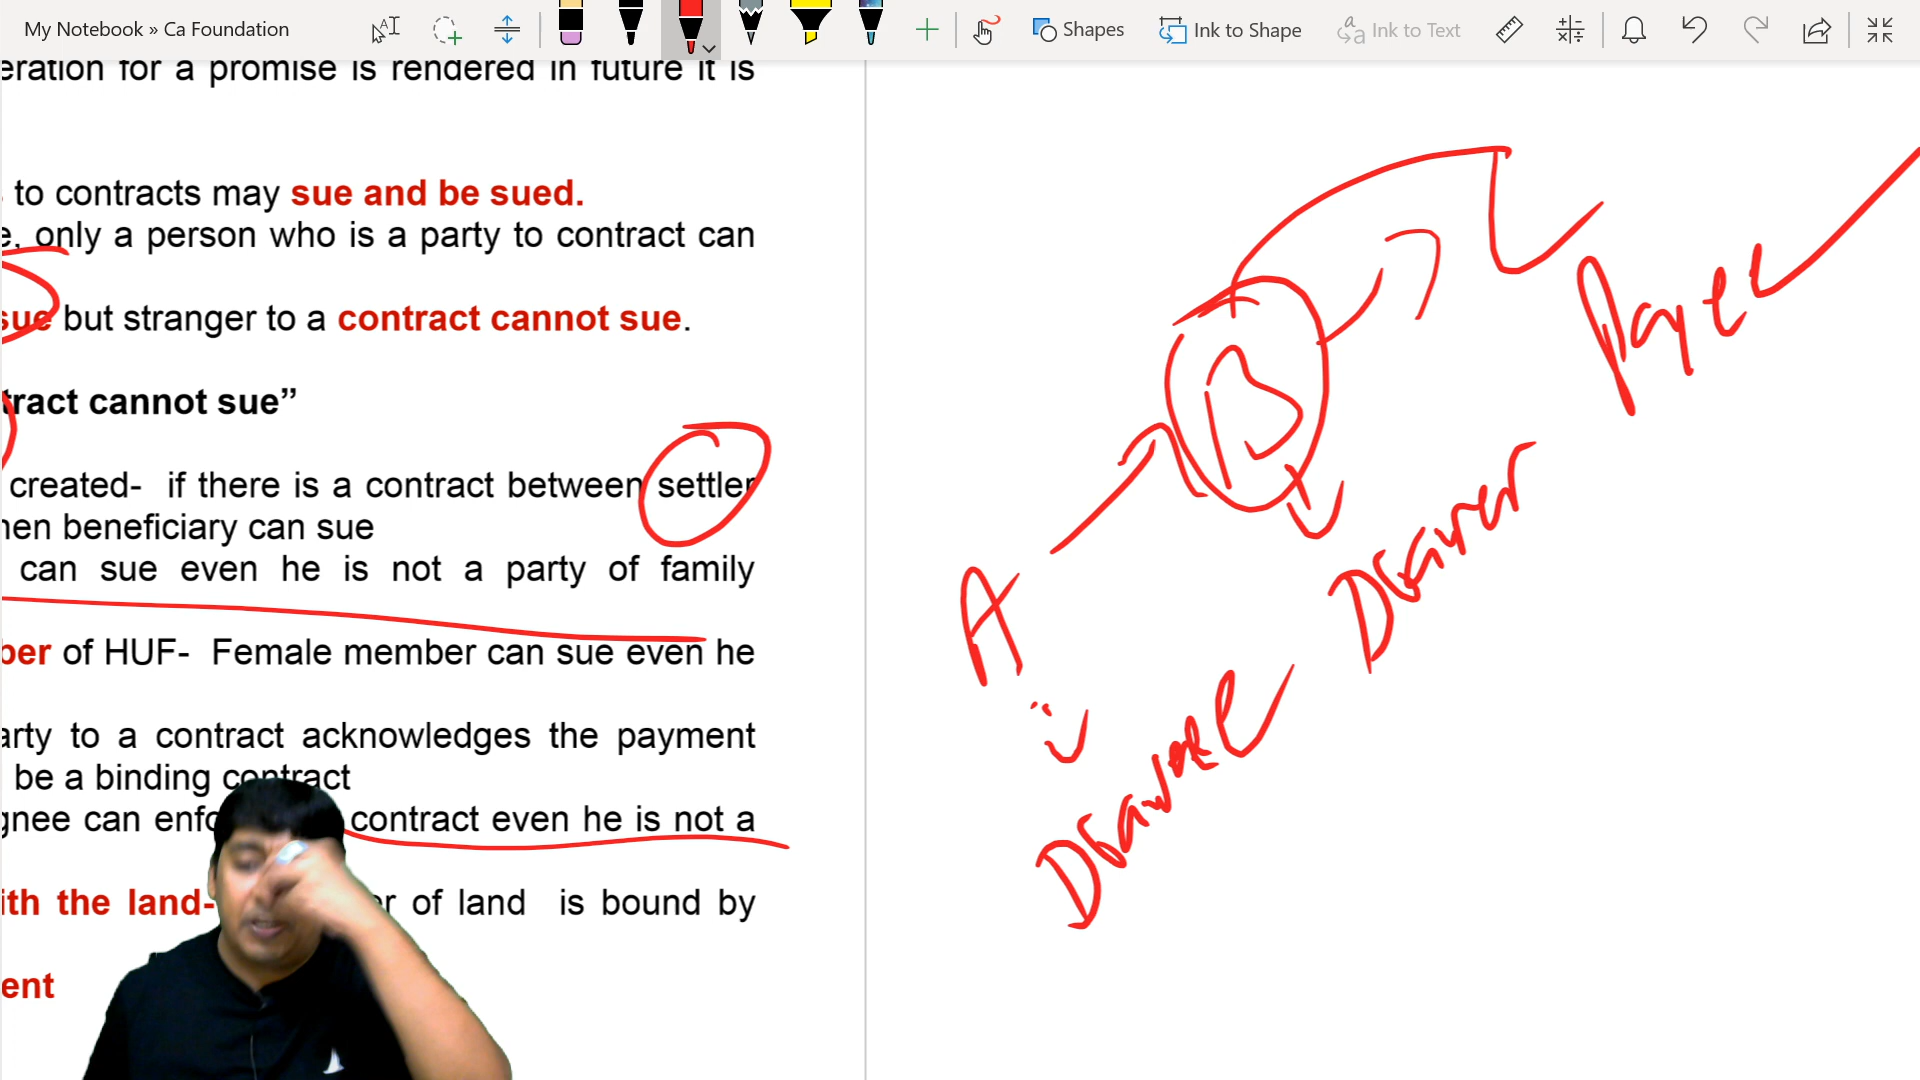 My Notebook » Ca Foundation
Shapes
Ink to Shape
Ink to Text
eration for a promise is rendered in future it is
to contracts may sue and be sued.
e, only a person who is a party to contract can
sue but stranger to a contract cannot sue.
tract cannot sue”
created- if there is a contract between settler
hen beneficiary can sue
can sue even he is not a party of family
ber of HUF- Female member can sue even he
arty to a contract acknowledges the payment
be a binding contract
gnee can enfo contract even he is not a
ith the land- er of land is bound by
ent
Payee
B
Drawer
A
Drawee